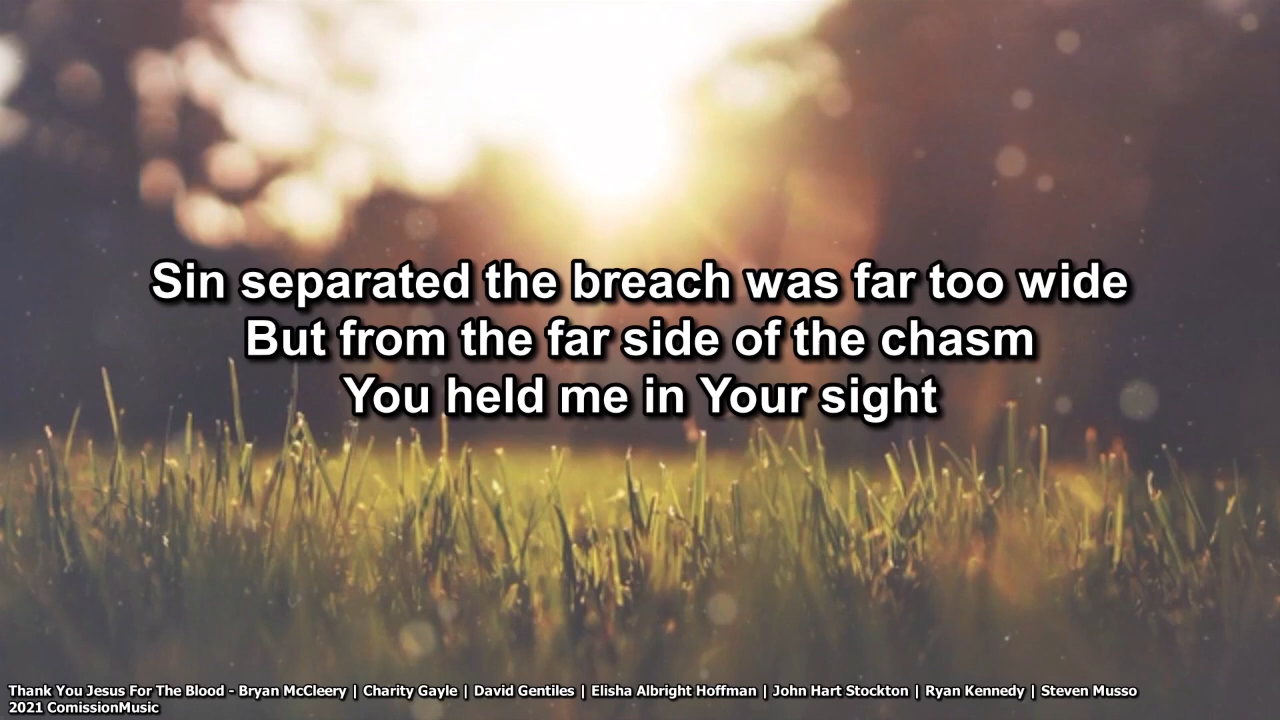 Sin separated the breach was far too wide
But from the far side of the chasm
You held me in Your sight
Thank You Jesus For The Blood - Bryan McCleery | Charity Gayle | David Gentiles | Elisha Albright Hoffman | John Hart Stockton | Ryan Kennedy | Steven Musso
2021 ComissionMusic